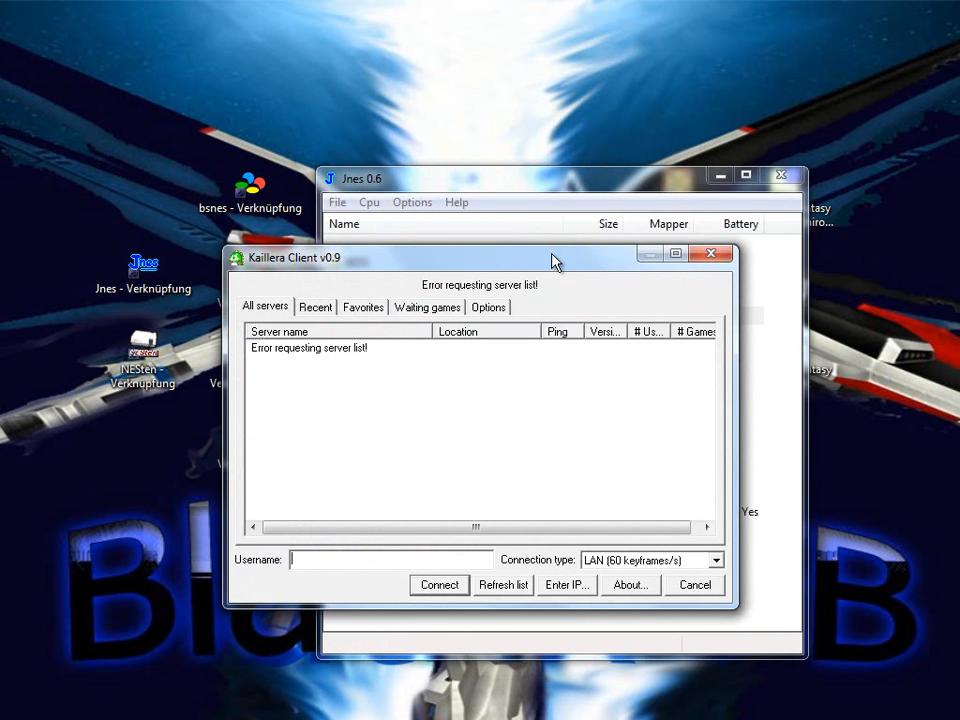 bsnes - Verknüpfung
Jnes
Jnes - Verknüpfung
NESten -
Verknüpfung
Jnes 0.6
File Cpu Options Help
Name Size Mapper Battery
Kaillera Client v0.9
Error requesting server list!
All servers Recent Favorites Waiting games Options
Server name Location Ping Versi... # Us... # Games
Error requesting server list!
Yes
Username: Connection type: LAN (60 keyframes/s)
Connect Refresh list Enter IP... About... Cancel